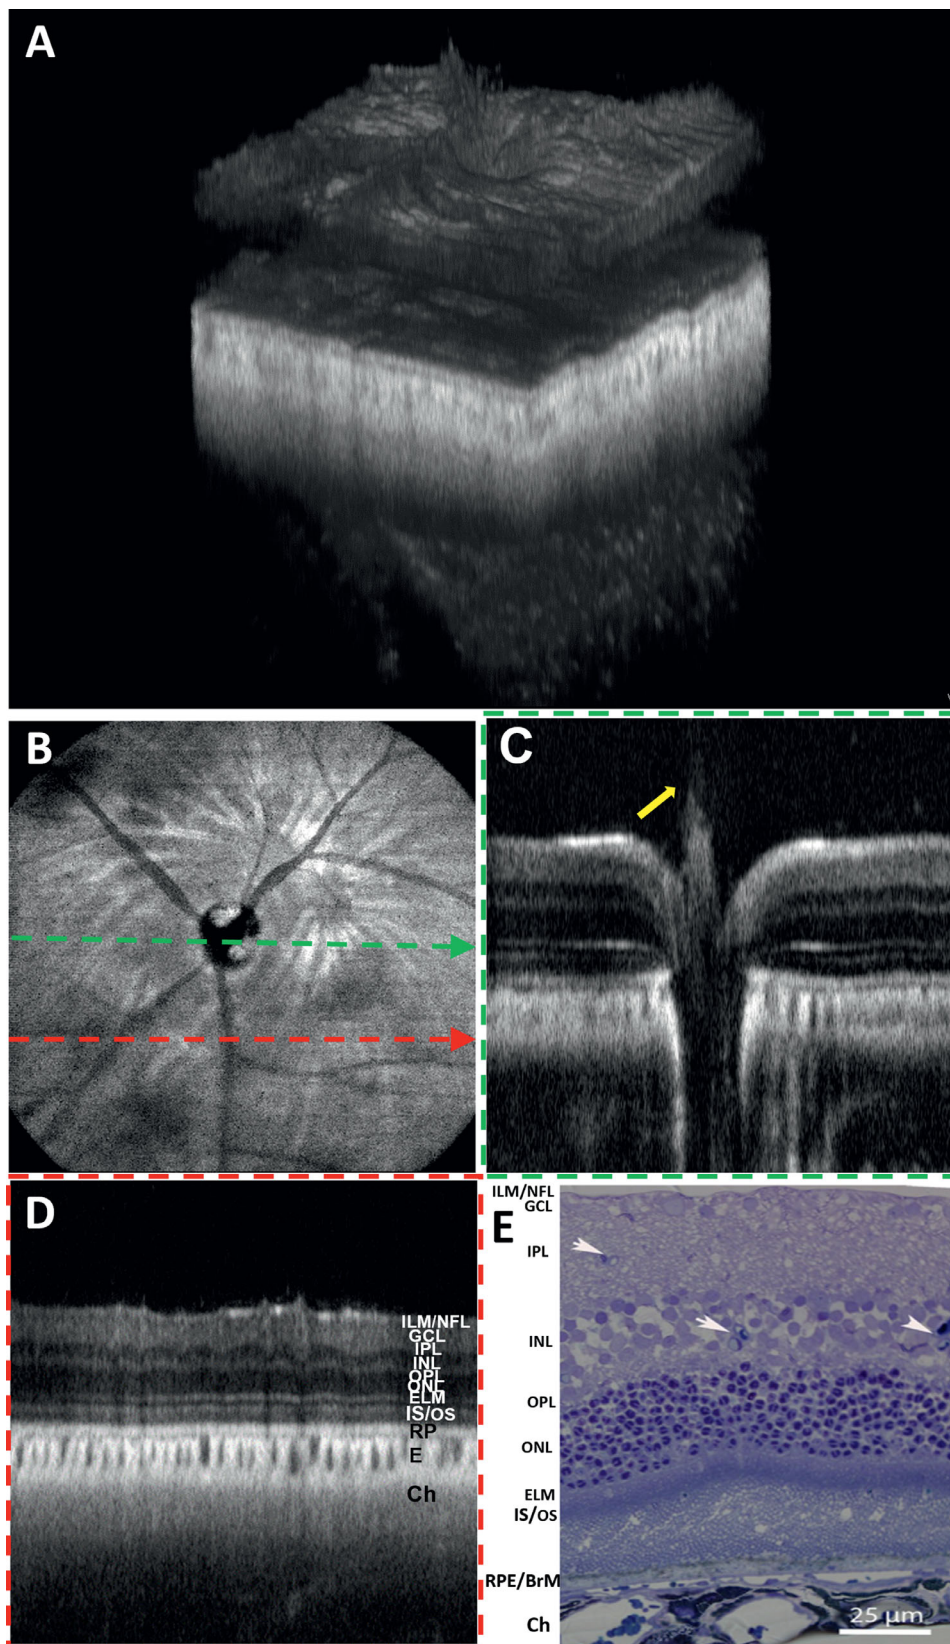 A
B
C
D
ILM/NFL
GCL
IPL
INL
OPL
ONL
ELM
IS/OS
RP
E
Ch
E
ILM/NFL
GCL
IPL
INL
OPL
ONL
ELM
IS/OS
RPE/BrM
Ch
25 μm